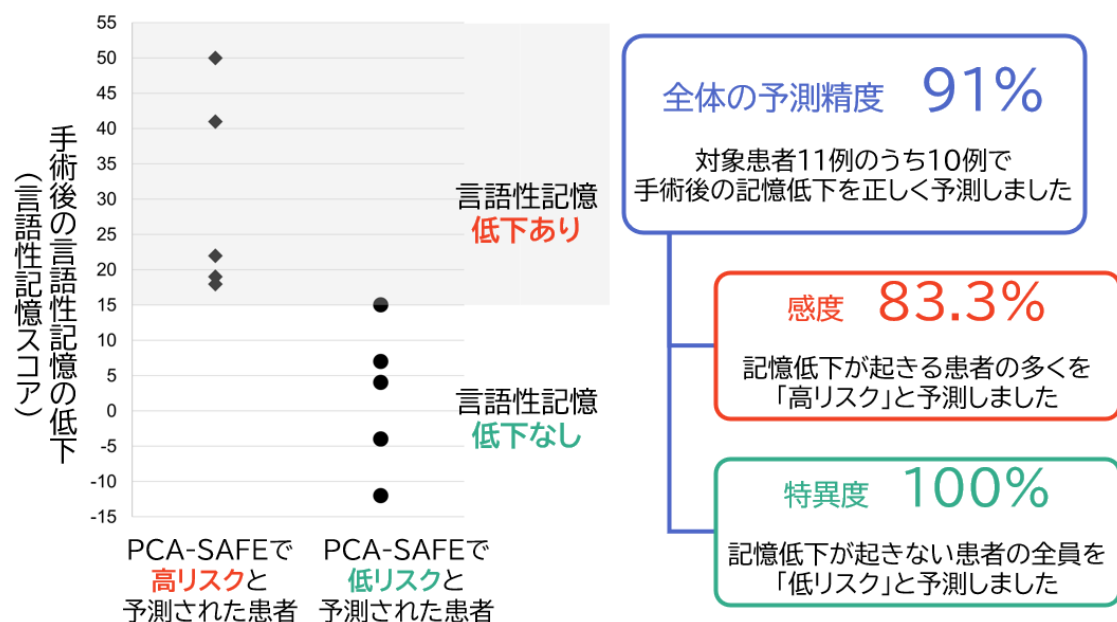 55
50
45
40
35
30
25
20
15
10
5
0
-5
-10
-15
手術後の言語性記憶の低下
（言語性記憶スコア）
言語性記憶
低下あり
言語性記憶
低下なし
PCA-SAFEで
高リスクと
予測された患者
PCA-SAFEで
低リスクと
予測された患者
全体の予測精度 91%
対象患者11例のうち10例で
手術後の記憶低下を正しく予測しました
感度 83.3%
記憶低下が起きる患者の多くを
「高リスク」と予測しました
特異度 100%
記憶低下が起きない患者の全員を
「低リスク」と予測しました